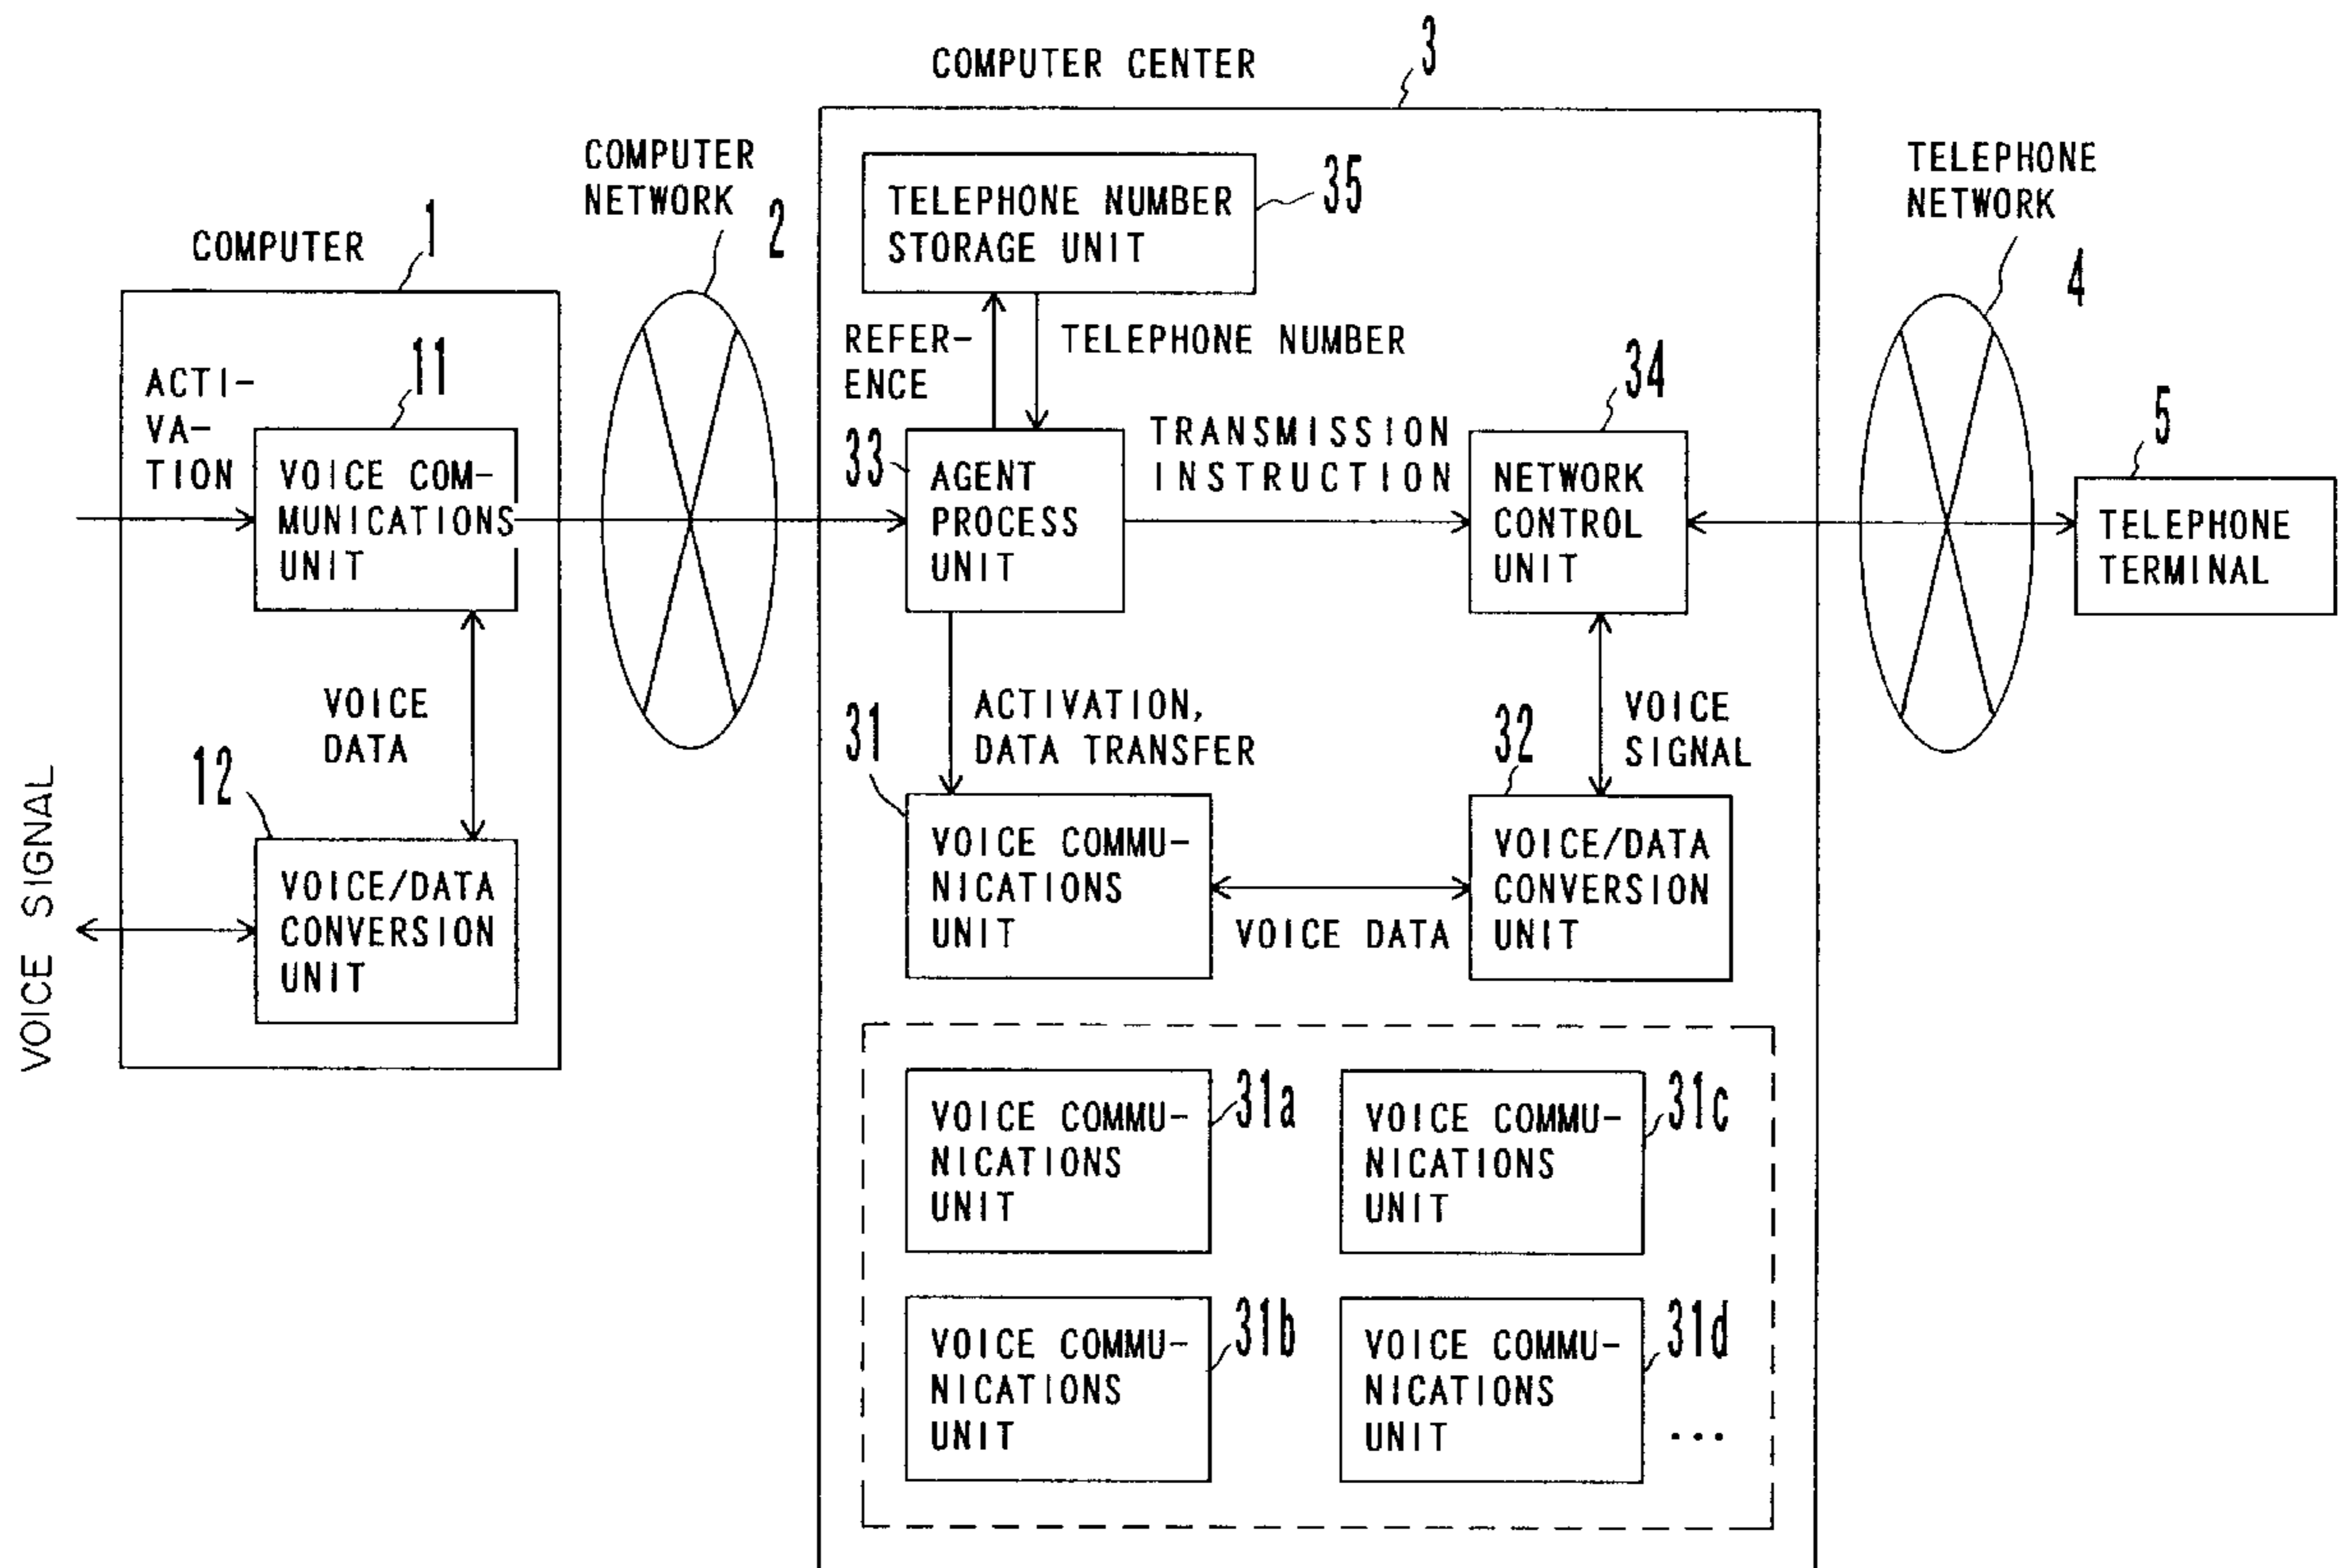 COMPUTER CENTER
3
COMPUTER
NETWORK
2
TELEPHONE
NETWORK
4
COMPUTER
1
TELEPHONE NUMBER
STORAGE UNIT
35
REFER-
ENCE
TELEPHONE NUMBER
ACTI-
VA-
TION
11
VOICE COM-
MUNICATIONS
UNIT
33
AGENT
PROCESS
UNIT
TRANSMISSION
INSTRUCTION
34
NETWORK
CONTROL
UNIT
5
TELEPHONE
TERMINAL
VOICE
DATA
ACTIVATION,
DATA TRANSFER
VOICE
SIGNAL
VOICE SIGNAL
12
VOICE/DATA
CONVERSION
UNIT
31
VOICE COMMU-
NICATIONS
UNIT
VOICE DATA
32
VOICE/DATA
CONVERSION
UNIT
VOICE COMMU-
NICATIONS
UNIT
31a
VOICE COMMU-
NICATIONS
UNIT
31c
VOICE COMMU-
NICATIONS
UNIT
31b
VOICE COMMU-
NICATIONS
UNIT
31d
...